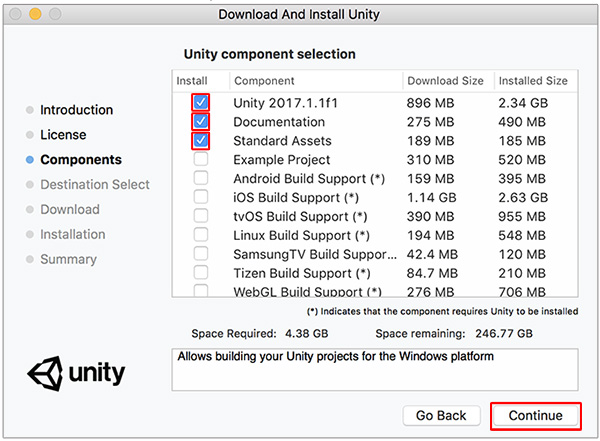 Download And Install Unity
Unity component selection
Install Component Download Size Installed Size
Unity 2017.1.1f1 896 MB 2.34 GB
Documentation 275 MB 490 MB
Standard Assets 189 MB 185 MB
Example Project 310 MB 520 MB
Android Build Support (*) 159 MB 395 MB
iOS Build Support (*) 1.14 GB 2.63 GB
tvOS Build Support (*) 390 MB 955 MB
Linux Build Support (*) 194 MB 548 MB
SamsungTV Build Suppor... 42.4 MB 120 MB
Tizen Build Support (*) 84.7 MB 210 MB
WebGL Build Support (*) 276 MB 706 MB
Introduction
License
Components
Destination Select
Download
Installation
Summary
(*) Indicates that the component requires Unity to be installed
Space Required: 4.38 GB Space remaining: 246.77 GB
Allows building your Unity projects for the Windows platform
unity
Go Back Continue